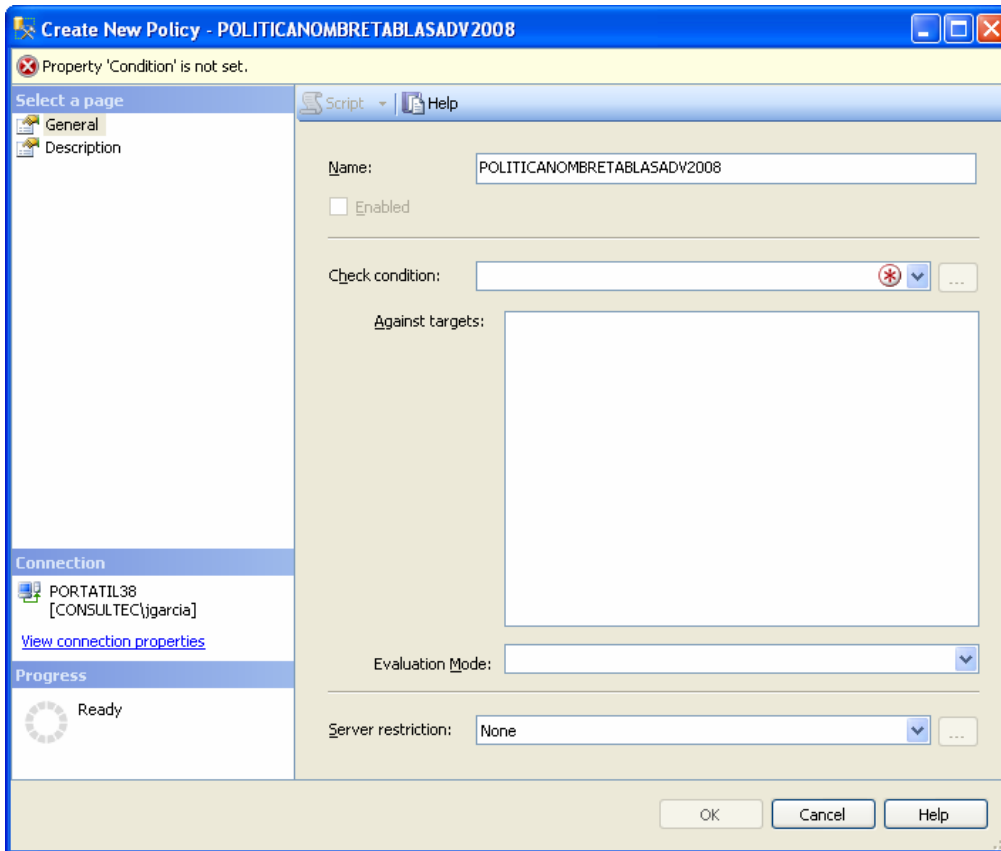 Create New Policy - POLITICANOMBRETABLASADV2008
Property 'Condition' is not set.
Select a page
General
Description
Script
Help
Name:
POLITICANOMBRETABLASADV2008
Enabled
Check condition:
...
Against targets:
Evaluation Mode:
Server restriction:
None
...
Connection
PORTATIL38
[CONSULTEC\jgarcia]
View connection properties
Progress
Ready
OK
Cancel
Help